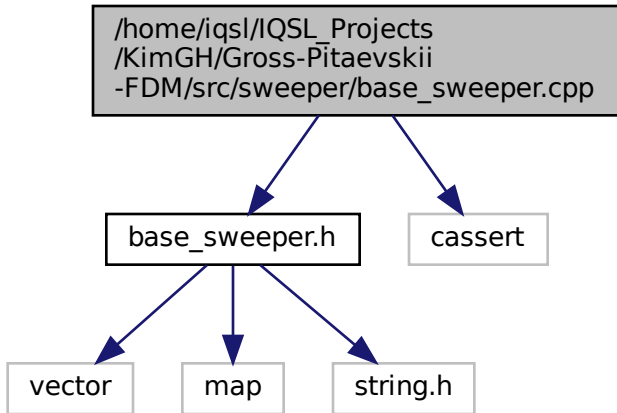 /home/iqsl/IQSL_Projects
/KimGH/Gross-Pitaevskii
-FDM/src/sweeper/base_sweeper.cpp
base_sweeper.h
cassert
vector
map
string.h